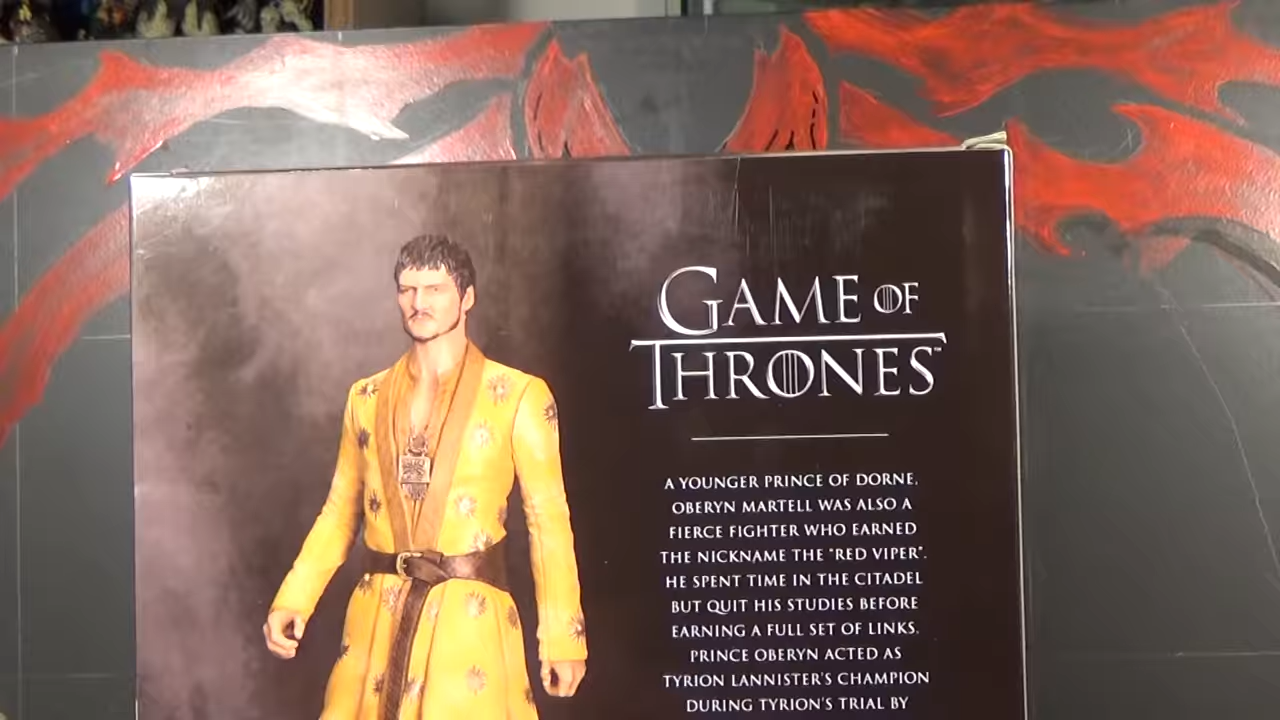 GAME OF
THRONES™
A YOUNGER PRINCE OF DORNE,
OBERYN MARTELL WAS ALSO A
FIERCE FIGHTER WHO EARNED
THE NICKNAME THE "RED VIPER".
HE SPENT TIME IN THE CITADEL
BUT QUIT HIS STUDIES BEFORE
EARNING A FULL SET OF LINKS.
PRINCE OBERYN ACTED AS
TYRION LANNISTER'S CHAMPION
DURING TYRION'S TRIAL BY